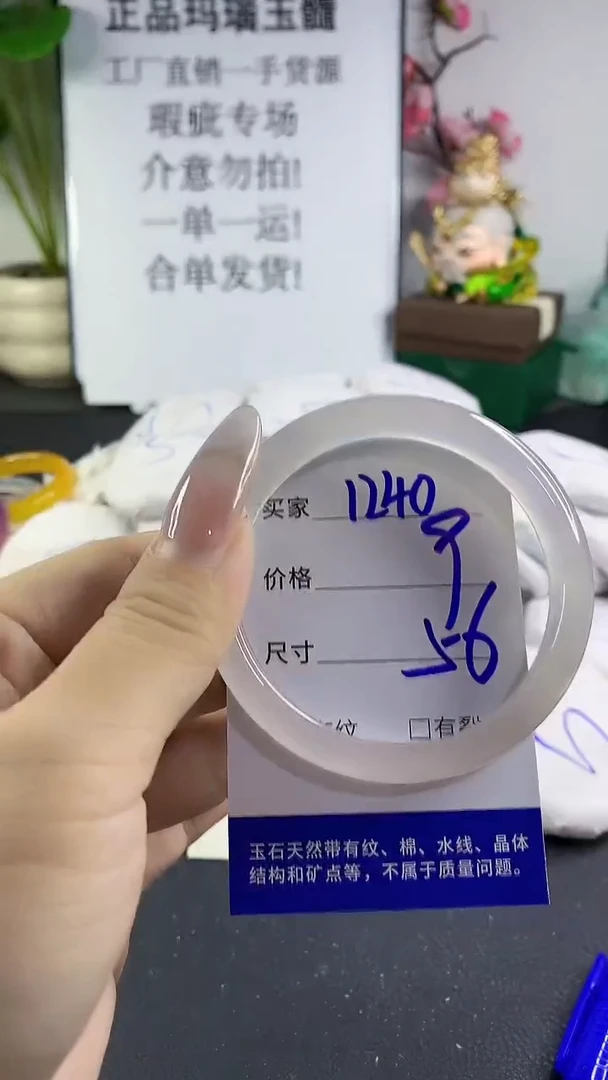 正品玛瑙玉髓
工厂直销一手货源
瑕疵专场
介意勿拍!
一单一运!
合单发货!
买家 1240
价格 9
尺寸 56
纹 □有裂
玉石天然带有纹、棉、水线、晶体
结构和矿点等，不属于质量问题。